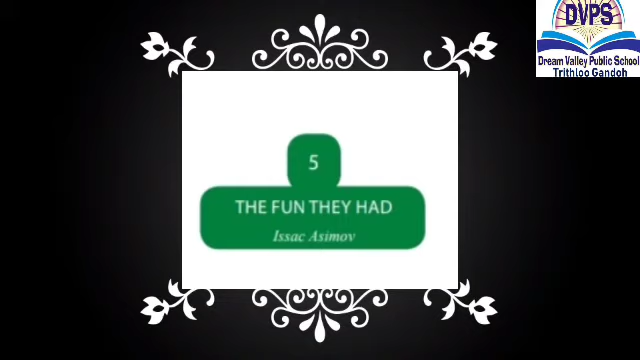 DVPS
Dream Valley Public School
Trithloo Gandoh
5
THE FUN THEY HAD
Issac Asimov